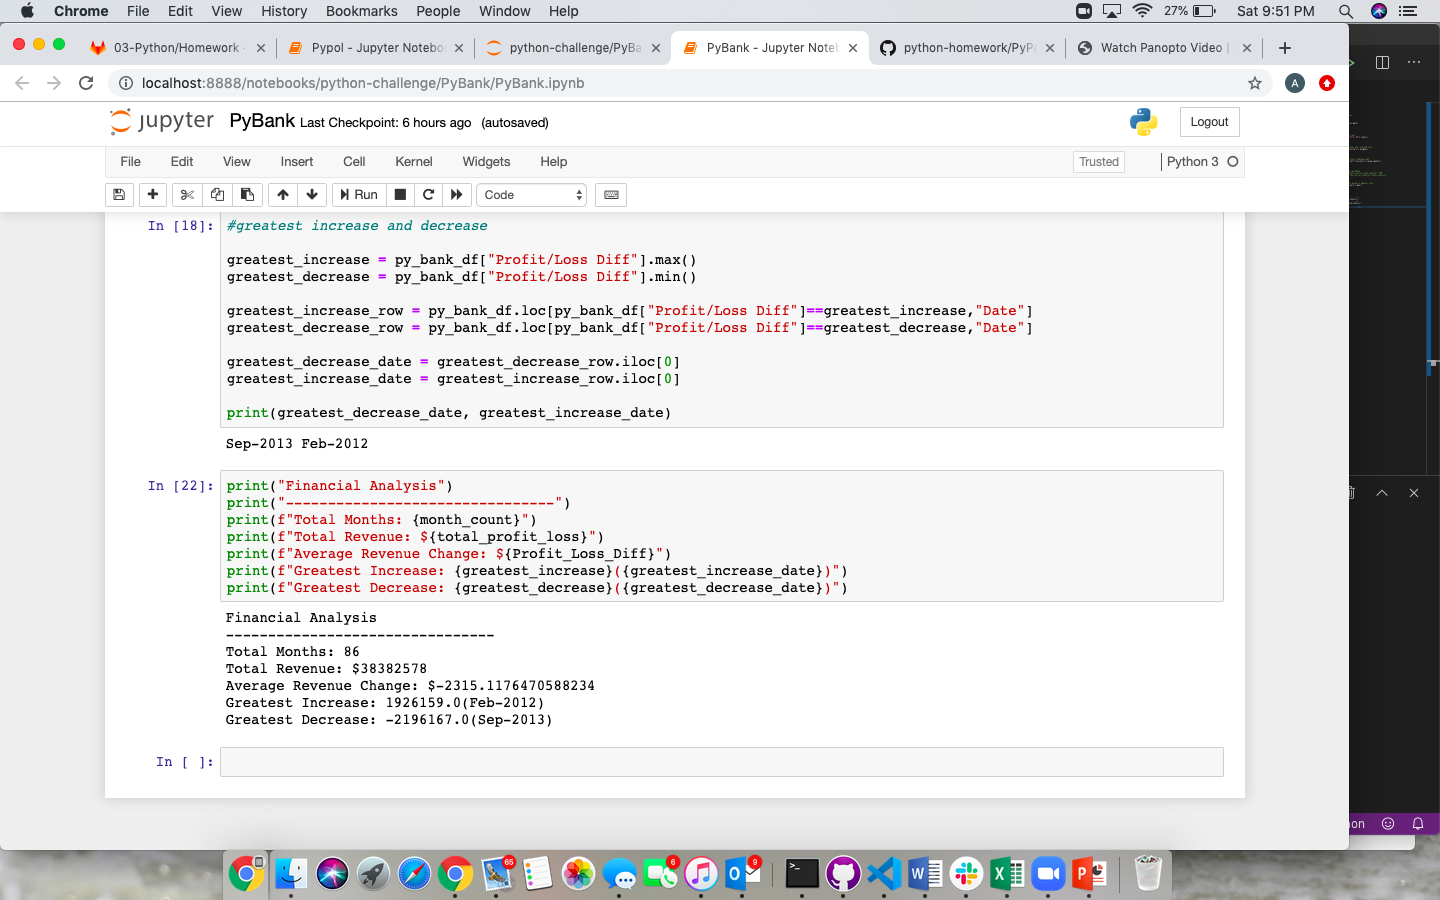 Chrome File Edit View History Bookmarks People Window Help 27% Sat 9:51 PM
03-Python/Homework Pypol - Jupyter Notebo python-challenge/PyBa PyBank - Jupyter Noteb python-homework/PyP Watch Panopto Video
localhost:8888/notebooks/python-challenge/PyBank/PyBank.ipynb A
jupyter PyBank Last Checkpoint: 6 hours ago (autosaved) Logout
File Edit View Insert Cell Kernel Widgets Help Trusted Python 3
Run Code
In [18]: #greatest increase and decrease
greatest_increase = py_bank_df["Profit/Loss Diff"].max()
greatest_decrease = py_bank_df["Profit/Loss Diff"].min()
greatest_increase_row = py_bank_df.loc[py_bank_df["Profit/Loss Diff"]==greatest_increase,"Date"]
greatest_decrease_row = py_bank_df.loc[py_bank_df["Profit/Loss Diff"]==greatest_decrease,"Date"]
greatest_decrease_date = greatest_decrease_row.iloc[0]
greatest_increase_date = greatest_increase_row.iloc[0]
print(greatest_decrease_date, greatest_increase_date)
Sep-2013 Feb-2012
In [22]: print("Financial Analysis")
print("--------------------------------")
print(f"Total Months: {month_count}")
print(f"Total Revenue: ${total_profit_loss}")
print(f"Average Revenue Change: ${Profit_Loss_Diff}")
print(f"Greatest Increase: {greatest_increase}({greatest_increase_date})")
print(f"Greatest Decrease: {greatest_decrease}({greatest_decrease_date})")
Financial Analysis
--------------------------------
Total Months: 86
Total Revenue: $38382578
Average Revenue Change: $-2315.1176470588234
Greatest Increase: 1926159.0(Feb-2012)
Greatest Decrease: -2196167.0(Sep-2013)
In [ ]:
on
65 6 9